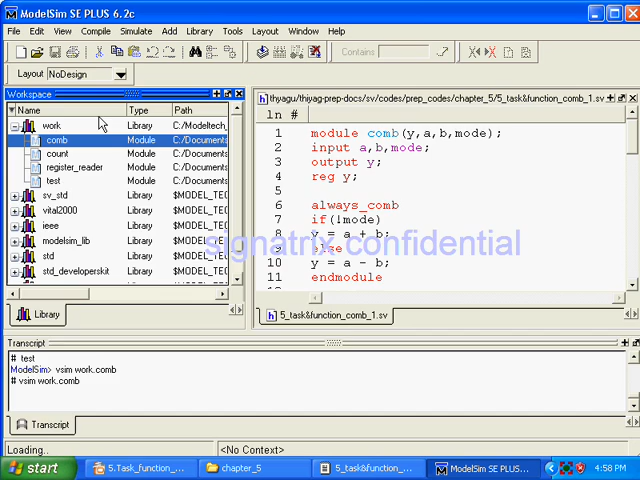 ModelSim SE PLUS 6.2c
File Edit View Compile Simulate Add Library Tools Layout Window Help
Contains
Layout NoDesign
Workspace
Name Type Path
work Library C:/Modeltech_
comb Module C:/Documents
count Module C:/Documents
register_reader Module C:/Documents
test Module C:/Documents
sv_std Library $MODEL_TEC
vital2000 Library $MODEL_TEC
ieee Library $MODEL_TEC
modelsim_lib Library $MODEL_TEC
std Library $MODEL_TEC
std_developerskit Library $MODEL_TEC
Library
thyagu/thiyag-prep-docs/sv/codes/prep_codes/chapter_5/5_task&function_comb_1.sv
ln #
1 module comb(y,a,b,mode);
2 input a,b,mode;
3 output y;
4 reg y;
5
6 always_comb
7 if(!mode)
8 y = a + b;
9 else
10 y = a - b;
11 endmodule
signatrix confidential
5_task&function_comb_1.sv
Transcript
# test
ModelSim> vsim work.comb
# vsim work.comb
Transcript
Loading.. <No Context>
start 5.Task_function_... chapter_5 5_task&function_... ModelSim SE PLUS... 4:58 PM